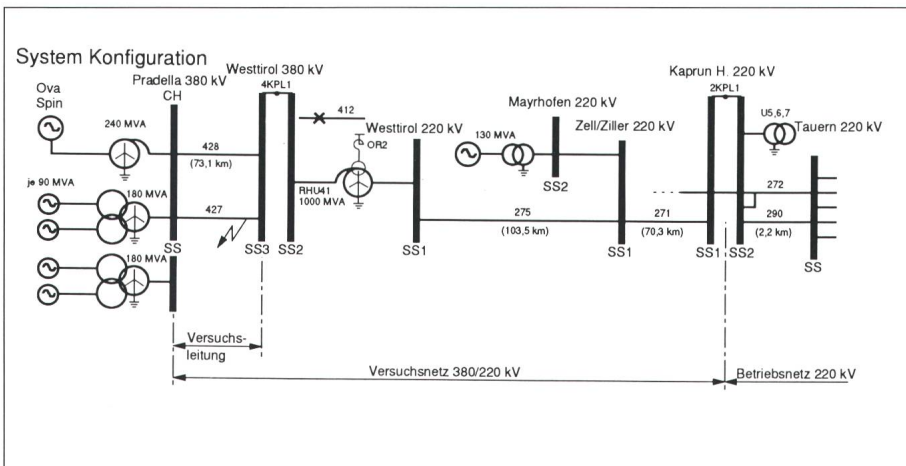 System Konfiguration
Ova
Spin
Pradella 380 kV
CH
Westtirol 380 kV
4KPL1
240 MVA
428
(73,1 km)
412
OR2
Westtirol 220 kV
Mayrhofen 220 kV
130 MVA
Zell/Ziller 220 kV
Kaprun H. 220 kV
2KPL1
U5,6,7
Tauern 220 kV
je 90 MVA
180 MVA
427
RHU41
1000 MVA
SS2
275
(103,5 km)
271
(70,3 km)
272
290
(2,2 km)
SS
SS3
SS2
SS1
SS1
SS1
SS2
SS
180 MVA
Versuchs-
leitung
Versuchsnetz 380/220 kV
Betriebsnetz 220 kV